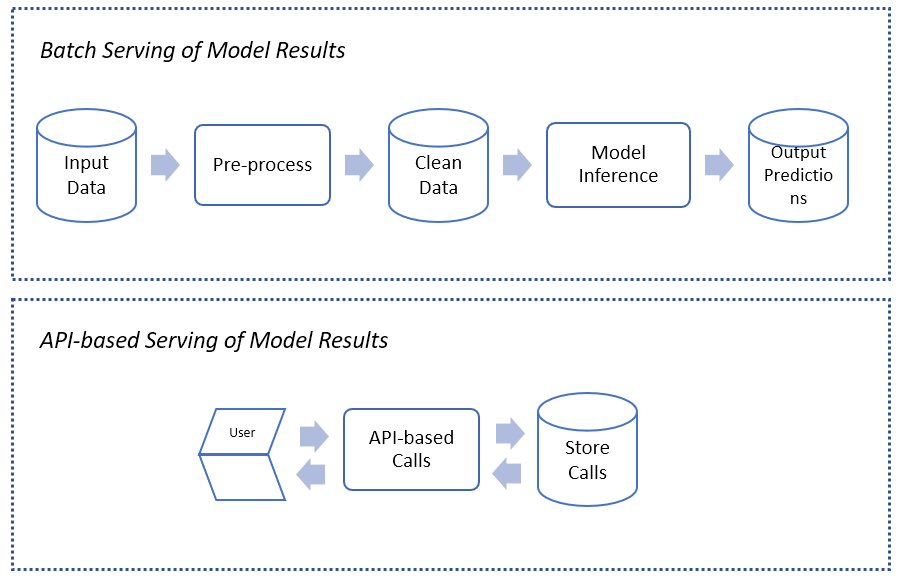 Batch Serving of Model Results
Input
Data
Pre-process
Clean
Data
Model
Inference
Output
Predictio
ns
API-based Serving of Model Results
User
API-based
Calls
Store
Calls